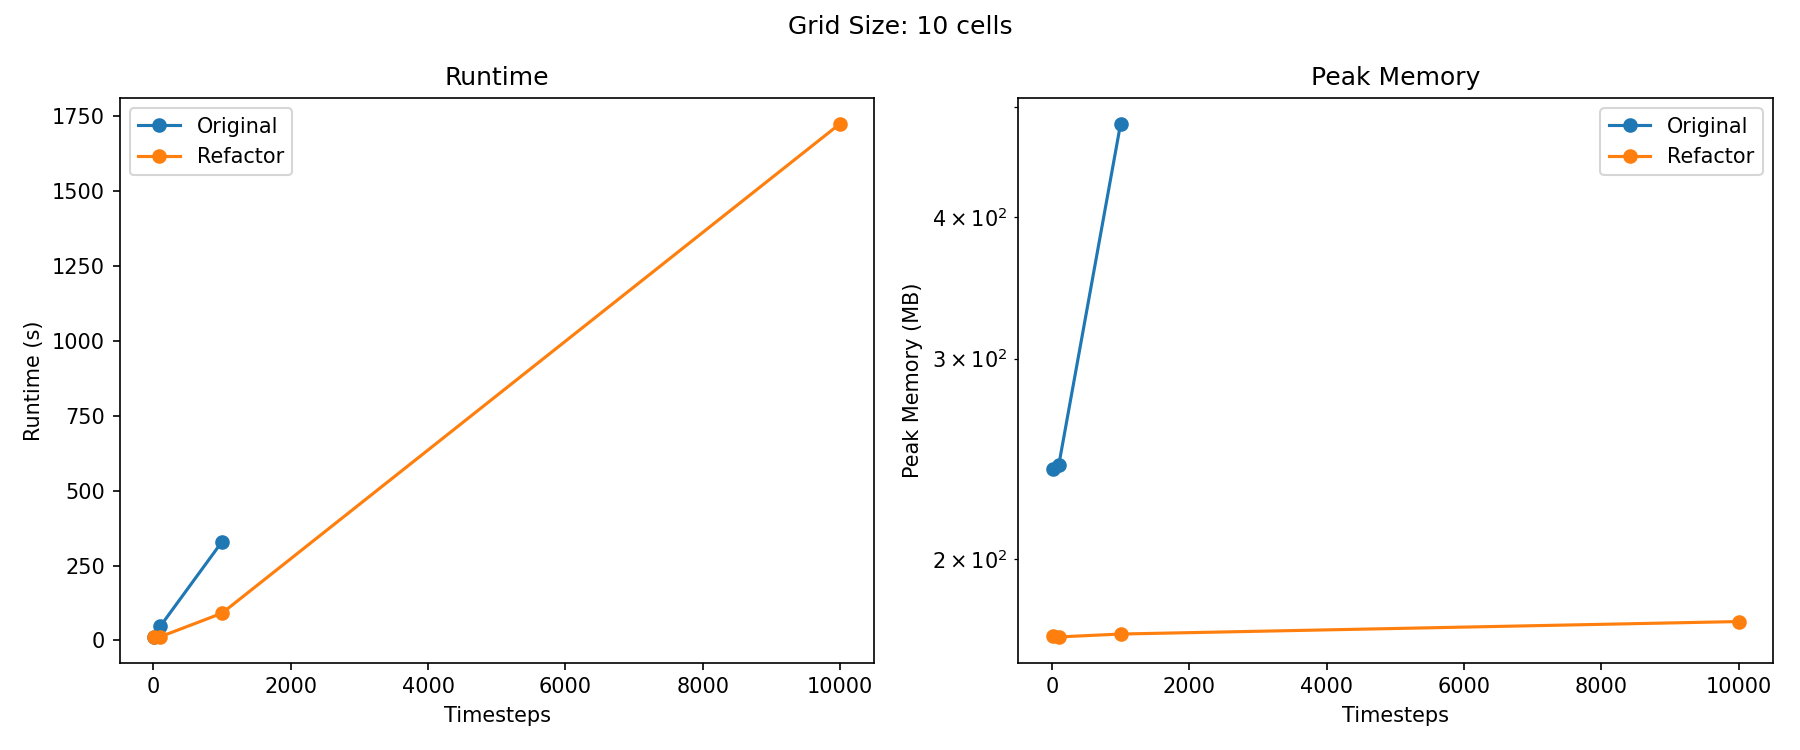 Grid Size: 10 cells
Runtime
1750
1500
1250
1000
750
500
250
0
Runtime (s)
0 2000 4000 6000 8000 10000
Timesteps
Original
Refactor
Peak Memory
4 × 10²
3 × 10²
2 × 10²
Peak Memory (MB)
0 2000 4000 6000 8000 10000
Timesteps
Original
Refactor